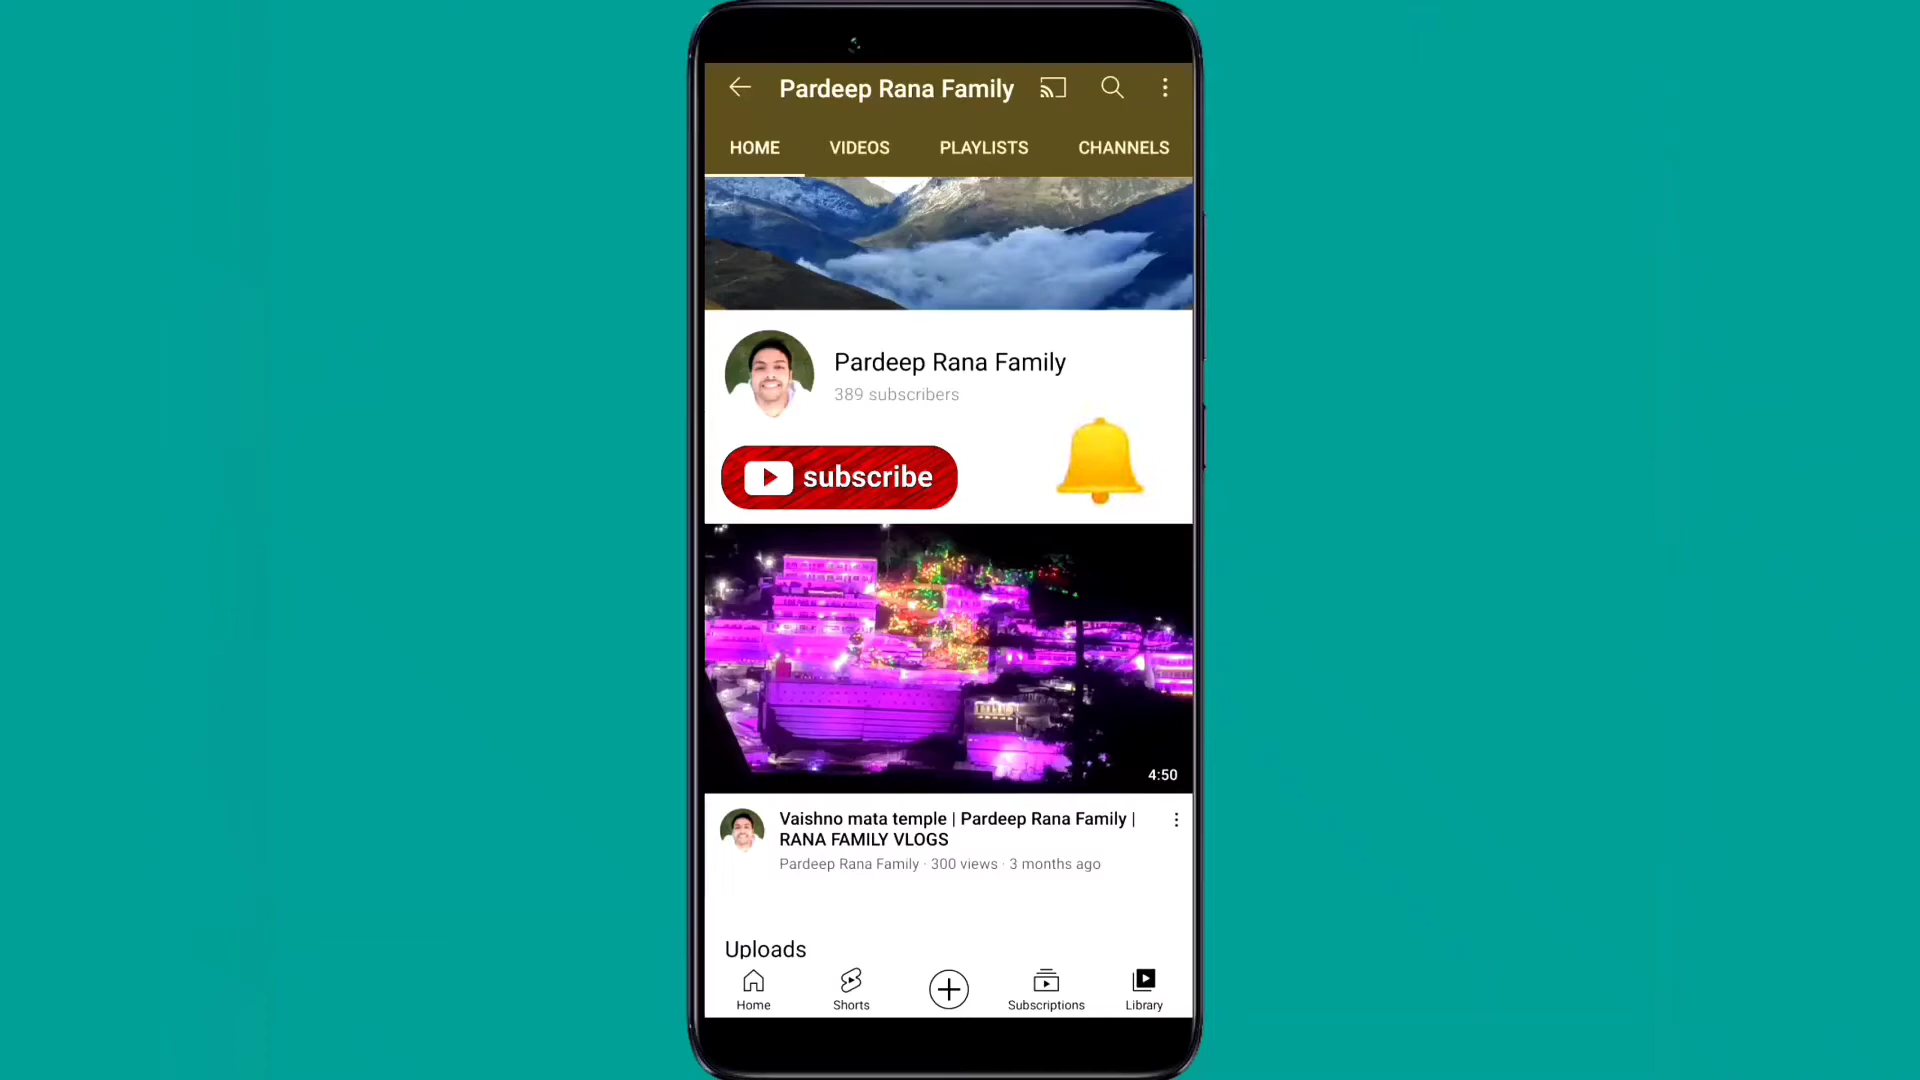 Pardeep Rana Family
HOME VIDEOS PLAYLISTS CHANNELS
Pardeep Rana Family
389 subscribers
subscribe
4:50
Vaishno mata temple | Pardeep Rana Family |
RANA FAMILY VLOGS
Pardeep Rana Family · 300 views · 3 months ago
Uploads
Home Shorts Subscriptions Library